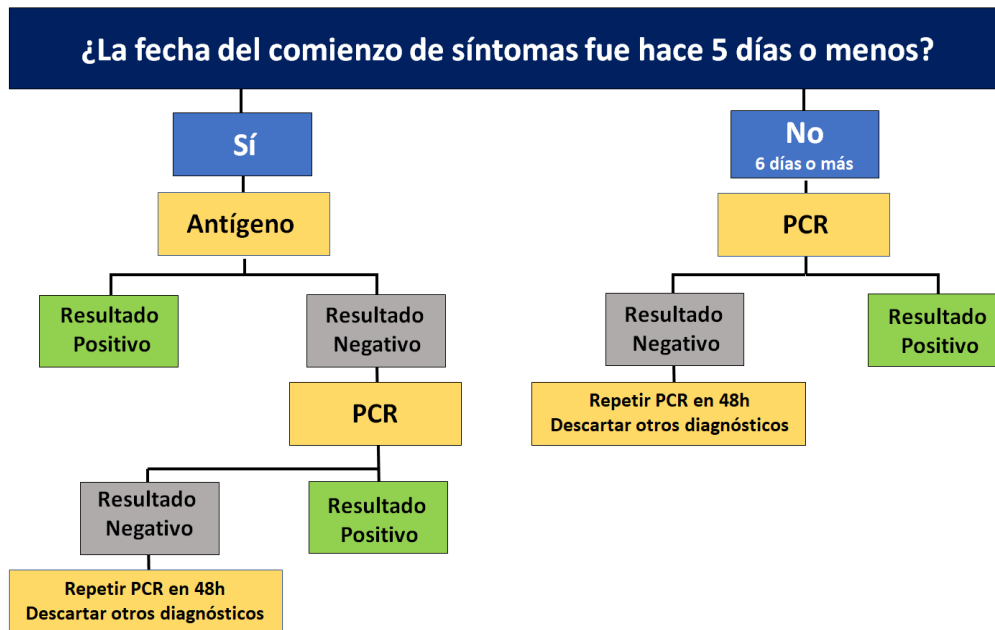 ¿La fecha del comienzo de síntomas fue hace 5 días o menos?
Sí
No
6 días o más
Antígeno
PCR
Resultado
Positivo
Resultado
Negativo
Resultado
Negativo
Resultado
Positivo
PCR
Repetir PCR en 48h
Descartar otros diagnósticos
Resultado
Negativo
Resultado
Positivo
Repetir PCR en 48h
Descartar otros diagnósticos